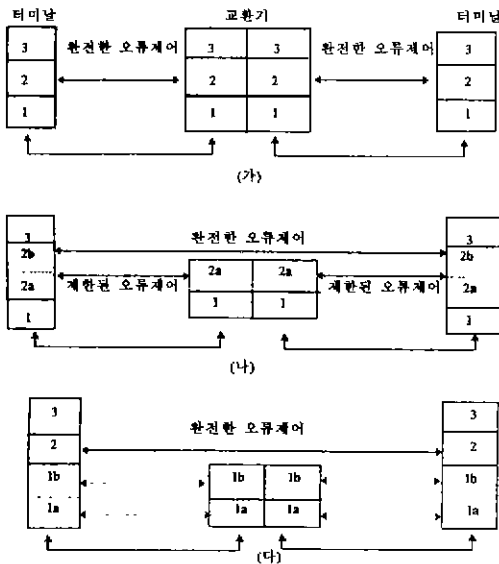 터미날 교환기 터미날
3 완전한 오류제어 3 3 완전한 오류제어 3
2 2 2 2
1 1 1 1
(가)
3 완전한 오류제어 3
2b 2b
2a 제한된 오류제어 2a 2a 제한된 오류제어 2a
1 1 1 1
(나)
3 3
2 완전한 오류제어 2
1b 1b 1b 1b
1a 1a 1a 1a
(다)